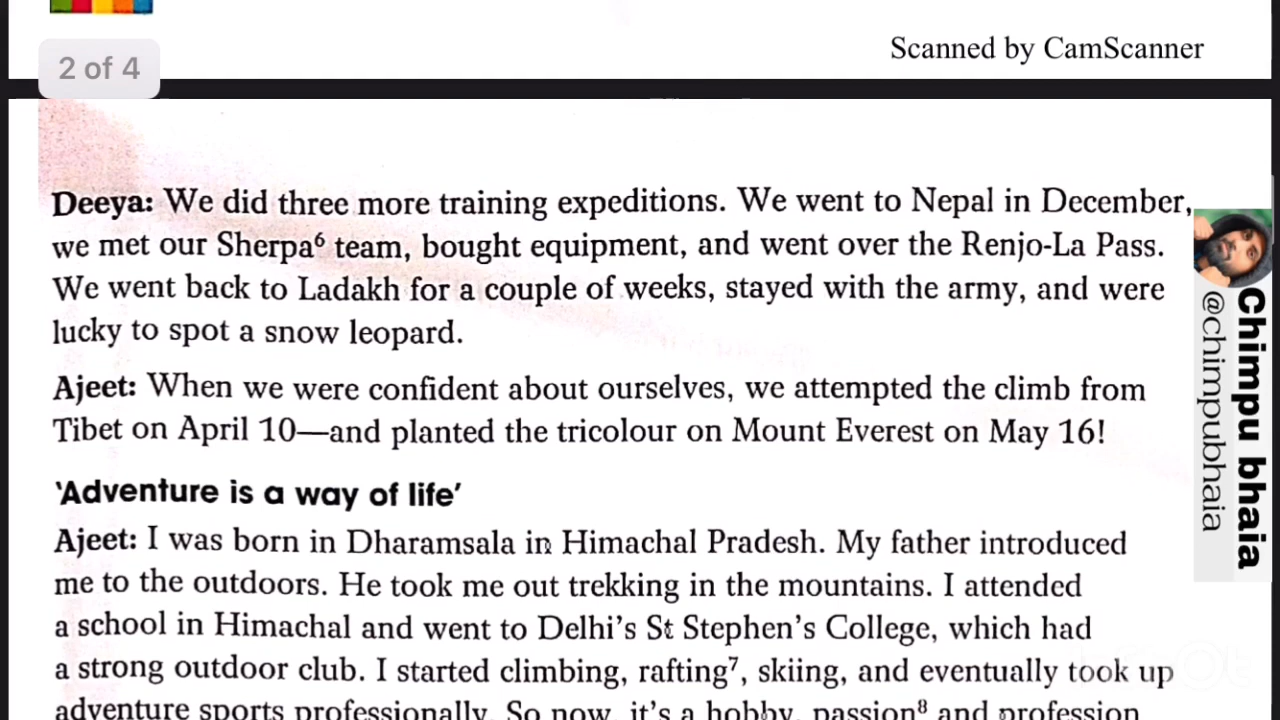 Scanned by CamScanner
2 of 4
Deeya: We did three more training expeditions. We went to Nepal in December,
we met our Sherpa⁶ team, bought equipment, and went over the Renjo-La Pass.
We went back to Ladakh for a couple of weeks, stayed with the army, and were
lucky to spot a snow leopard.
Ajeet: When we were confident about ourselves, we attempted the climb from
Tibet on April 10—and planted the tricolour on Mount Everest on May 16!
'Adventure is a way of life'
Ajeet: I was born in Dharamsala in Himachal Pradesh. My father introduced
me to the outdoors. He took me out trekking in the mountains. I attended
a school in Himachal and went to Delhi's St Stephen's College, which had
a strong outdoor club. I started climbing, rafting⁷, skiing, and eventually took up
adventure sports professionally. So now, it's a hobby, passion⁸ and profession
Chimpu bhaia
@chimpubhaia